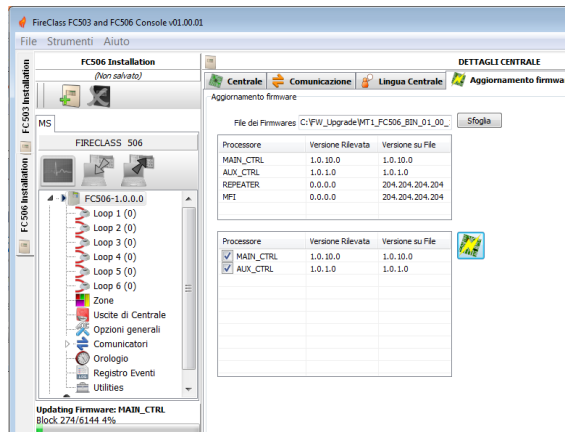 FireClass FC503 and FC506 Console v01.00.01
File Strumenti Aiuto
FC503 Installation
FC506 Installation
FC506 Installation
(Non salvato)
MS
FIRECLASS 506
FC506-1.0.0.0
Loop 1 (0)
Loop 2 (0)
Loop 3 (0)
Loop 4 (0)
Loop 5 (0)
Loop 6 (0)
Zone
Uscite di Centrale
Opzioni generali
Comunicatori
Orologio
Registro Eventi
Utilities
Updating Firmware: MAIN_CTRL
Block 274/6144 4%
DETTAGLI CENTRALE
Centrale Comunicazione Lingua Centrale Aggiornamento firmwa
Aggiornamento firmware
File dei Firmwares C:\FW_Upgrade\MT1_FC506_BIN_01_00_ Sfoglia
Processore Versione Rilevata Versione su File
MAIN_CTRL 1.0.10.0 1.0.10.0
AUX_CTRL 1.0.1.0 1.0.1.0
REPEATER 0.0.0.0 204.204.204.204
MFI 0.0.0.0 204.204.204.204
Processore Versione Rilevata Versione su File
MAIN_CTRL 1.0.10.0 1.0.10.0
AUX_CTRL 1.0.1.0 1.0.1.0